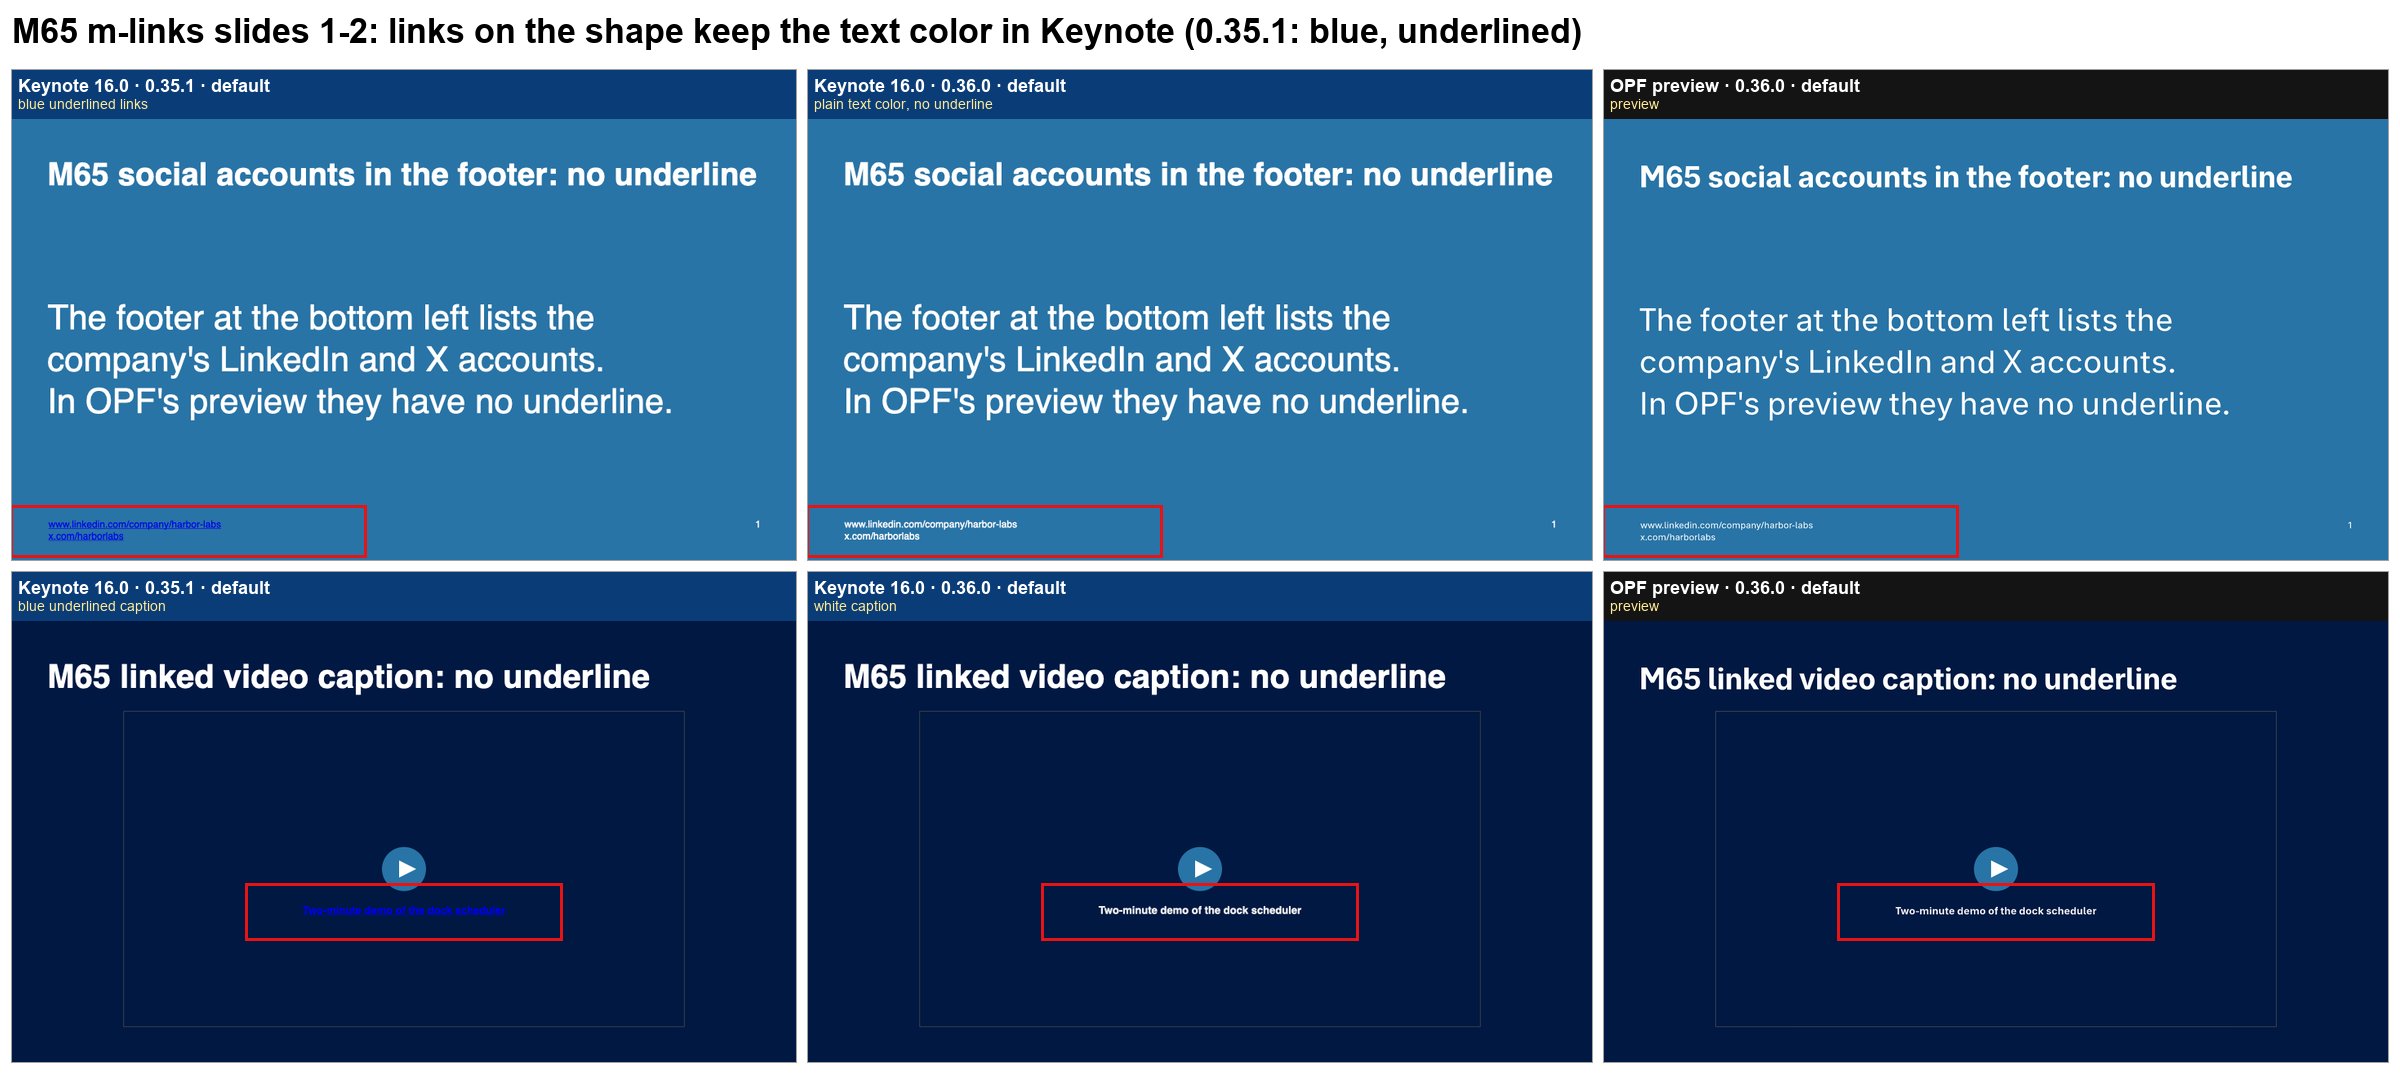 M65 m-links slides 1-2: links on the shape keep the text color in Keynote (0.35.1: blue, underlined)
Keynote 16.0 · 0.35.1 · default
blue underlined links
M65 social accounts in the footer: no underline
The footer at the bottom left lists the
company's LinkedIn and X accounts.
In OPF's preview they have no underline.
www.linkedin.com/company/harbor-labs
x.com/harborlabs
1
Keynote 16.0 · 0.36.0 · default
plain text color, no underline
M65 social accounts in the footer: no underline
The footer at the bottom left lists the
company's LinkedIn and X accounts.
In OPF's preview they have no underline.
www.linkedin.com/company/harbor-labs
x.com/harborlabs
1
OPF preview · 0.36.0 · default
preview
M65 social accounts in the footer: no underline
The footer at the bottom left lists the
company's LinkedIn and X accounts.
In OPF's preview they have no underline.
www.linkedin.com/company/harbor-labs
x.com/harborlabs
1
Keynote 16.0 · 0.35.1 · default
blue underlined caption
M65 linked video caption: no underline
Two-minute demo of the dock scheduler
Keynote 16.0 · 0.36.0 · default
white caption
M65 linked video caption: no underline
Two-minute demo of the dock scheduler
OPF preview · 0.36.0 · default
preview
M65 linked video caption: no underline
Two-minute demo of the dock scheduler